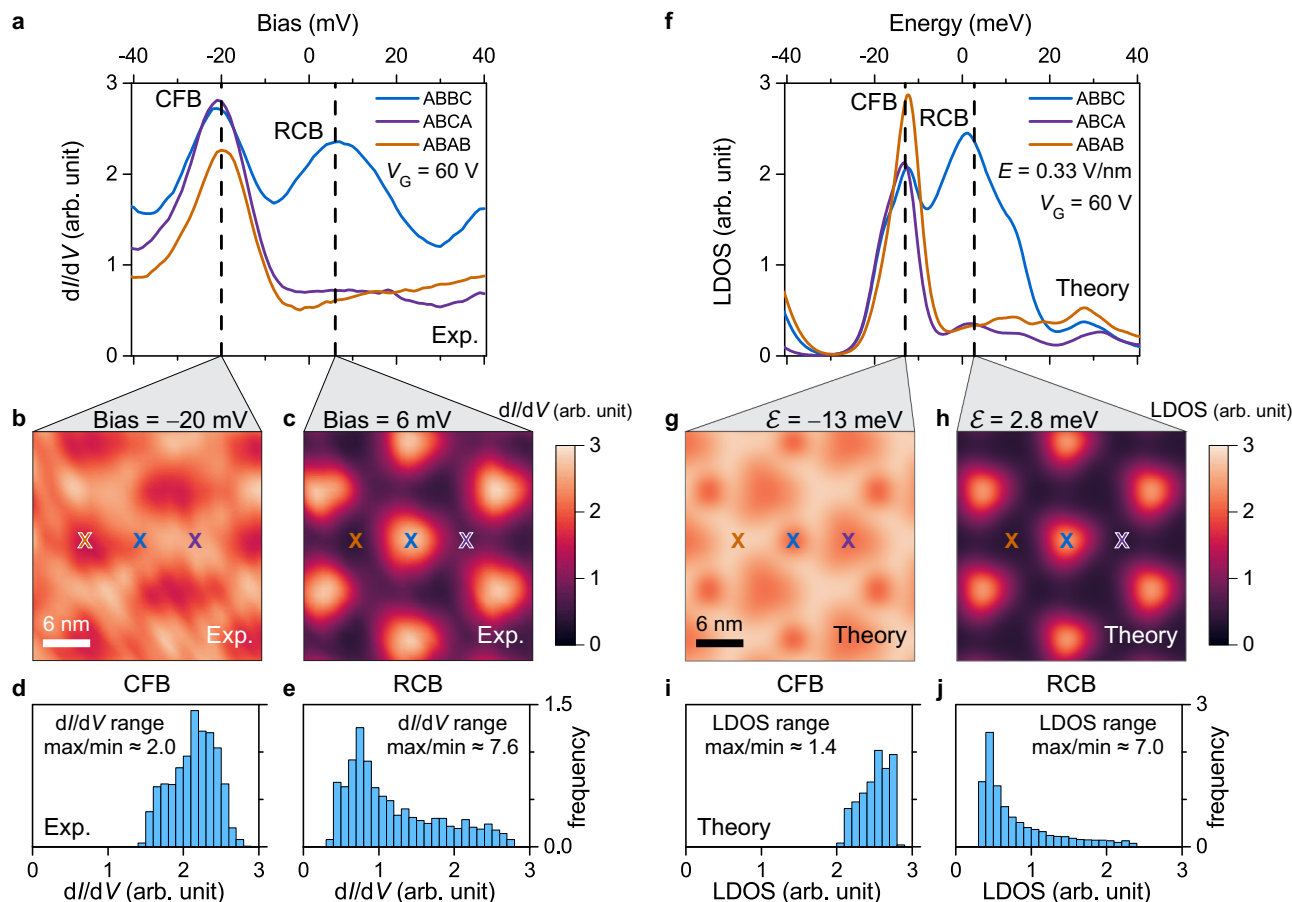 a
Bias (mV)
-40 -20 0 20 40
3
2
1
0
dI/dV (arb. unit)
CFB
RCB
ABBC
ABCA
ABAB
V_G = 60 V
Exp.
f
Energy (meV)
-40 -20 0 20 40
3
2
1
0
LDOS (arb. unit)
CFB
RCB
ABBC
ABCA
ABAB
E = 0.33 V/nm
V_G = 60 V
Theory
b
Bias = −20 mV
X X X
6 nm
Exp.
c
Bias = 6 mV
X X X
Exp.
dI/dV (arb. unit)
3
2
1
0
g
ℰ = −13 meV
X X X
6 nm
Theory
h
ℰ = 2.8 meV
X X X
Theory
LDOS (arb. unit)
3
2
1
0
d
CFB
dI/dV range
max/min ≈ 2.0
Exp.
0 1 2 3
dI/dV (arb. unit)
e
RCB
dI/dV range
max/min ≈ 7.6
1.5
0.0
frequency
0 1 2 3
dI/dV (arb. unit)
i
CFB
LDOS range
max/min ≈ 1.4
Theory
0 1 2 3
LDOS (arb. unit)
j
RCB
LDOS range
max/min ≈ 7.0
3
0
frequency
0 1 2 3
LDOS (arb. unit)